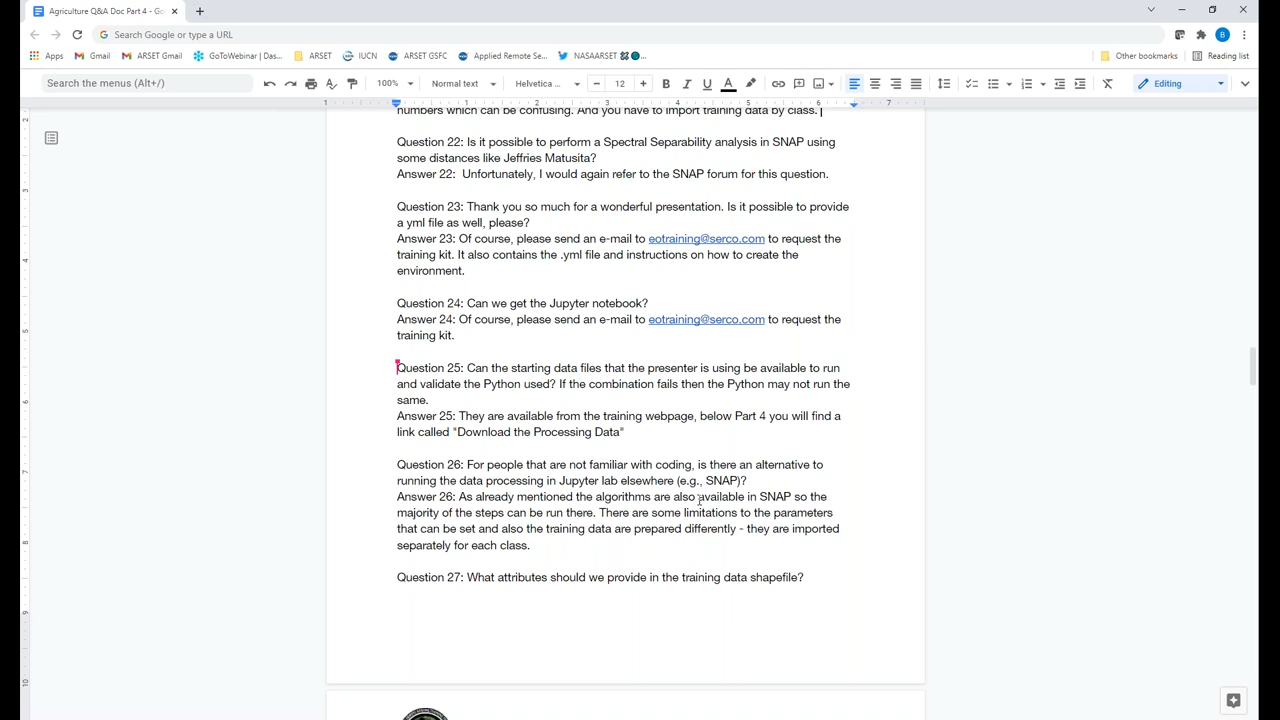 Agriculture Q&A Doc Part 4 - Go
Search Google or type a URL
Apps
Gmail
ARSET Gmail
GoToWebinar | Das...
ARSET
IUCN
ARSET GSFC
Applied Remote Se...
NASAARSET
Other bookmarks
Reading list
Search the menus (Alt+/)
100%
Normal text
Helvetica ...
12
Editing
1 1 2 3 4 5 6 7
numbers which can be confusing. And you have to import training data by class.
Question 22: Is it possible to perform a Spectral Separability analysis in SNAP using
some distances like Jeffries Matusita?
Answer 22:  Unfortunately, I would again refer to the SNAP forum for this question.
Question 23: Thank you so much for a wonderful presentation. Is it possible to provide
a yml file as well, please?
Answer 23: Of course, please send an e-mail to eotraining@serco.com to request the
training kit. It also contains the .yml file and instructions on how to create the
environment.
Question 24: Can we get the Jupyter notebook?
Answer 24: Of course, please send an e-mail to eotraining@serco.com to request the
training kit.
Question 25: Can the starting data files that the presenter is using be available to run
and validate the Python used? If the combination fails then the Python may not run the
same.
Answer 25: They are available from the training webpage, below Part 4 you will find a
link called "Download the Processing Data"
Question 26: For people that are not familiar with coding, is there an alternative to
running the data processing in Jupyter lab elsewhere (e.g., SNAP)?
Answer 26: As already mentioned the algorithms are also available in SNAP so the
majority of the steps can be run there. There are some limitations to the parameters
that can be set and also the training data are prepared differently - they are imported
separately for each class.
Question 27: What attributes should we provide in the training data shapefile?